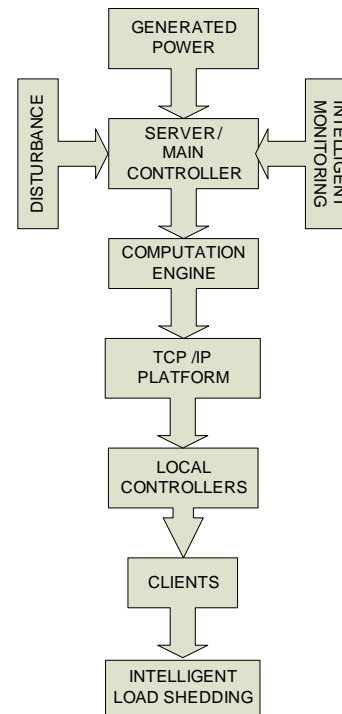 GENERATED
POWER
DISTURBANCE
SERVER /
MAIN
CONTROLLER
INTELLIGENT
MONITORING
COMPUTATION
ENGINE
TCP /IP
PLATFORM
LOCAL
CONTROLLERS
CLIENTS
INTELLIGENT
LOAD SHEDDING